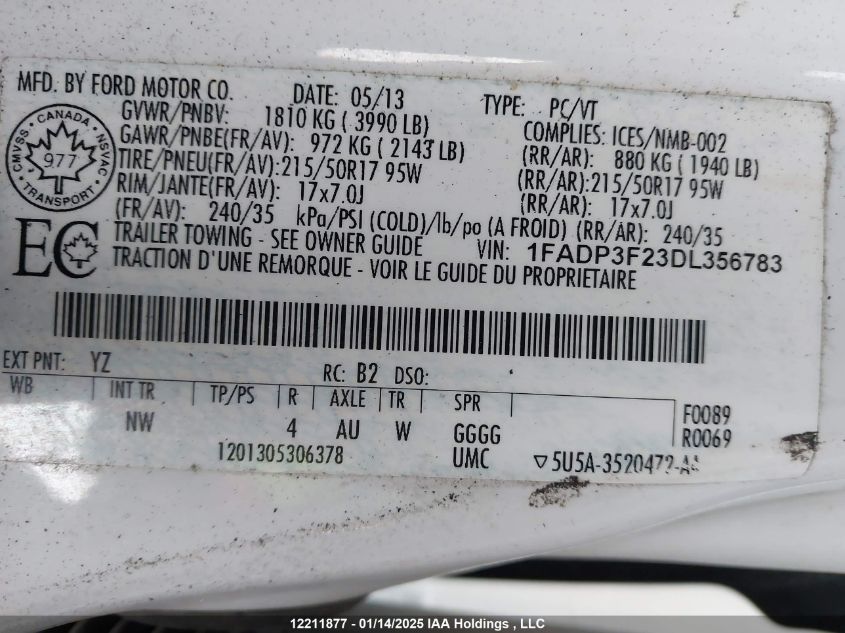 MFD. BY FORD MOTOR CO. DATE: 05/13 TYPE: PC/VT
GVWR/PNBV: 1810 KG ( 3990 LB) COMPLIES: ICES/NMB-002
GAWR/PNBE(FR/AV): 972 KG ( 2143 LB) (RR/AR): 880 KG ( 1940 LB)
TIRE/PNEU(FR/AV):215/50R17 95W (RR/AR):215/50R17 95W
RIM/JANTE(FR/AV): 17x7.0J (RR/AR): 17x7.0J
(FR/AV): 240/35 kPa/PSI (COLD)/lb/po (A FROID) (RR/AR): 240/35
TRAILER TOWING - SEE OWNER GUIDE VIN: 1FADP3F23DL356783
TRACTION D'UNE REMORQUE - VOIR LE GUIDE DU PROPRIETAIRE
CANADA
CMVSS 977 NSVAC
TRANSPORT
EC
EXT PNT: YZ RC: B2 DSO:
WB INT TR TP/PS R AXLE TR SPR F0089
NW 4 AU W GGGG R0069
1201305306378 UMC ▽5U5A-3520472-AA
12211877 - 01/14/2025 IAA Holdings , LLC